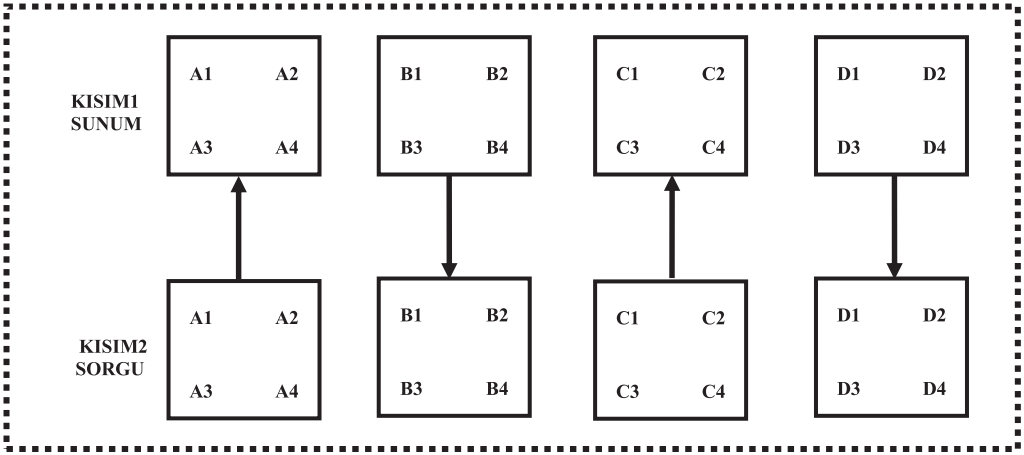 KISIM1
SUNUM
A1 A2
A3 A4
B1 B2
B3 B4
C1 C2
C3 C4
D1 D2
D3 D4
KISIM2
SORGU
A1 A2
A3 A4
B1 B2
B3 B4
C1 C2
C3 C4
D1 D2
D3 D4